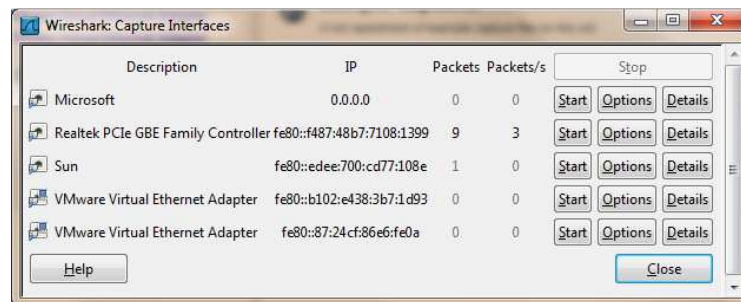 Wireshark: Capture Interfaces
Description IP Packets Packets/s Stop
Microsoft 0.0.0.0 0 0 Start Options Details
Realtek PCIe GBE Family Controller fe80::f487:48b7:7108:1399 9 3 Start Options Details
Sun fe80::edee:700:cd77:108e 1 0 Start Options Details
VMware Virtual Ethernet Adapter fe80::b102:e438:3b7:1d93 0 0 Start Options Details
VMware Virtual Ethernet Adapter fe80::87:24cf:86e6:fe0a 0 0 Start Options Details
Help Close